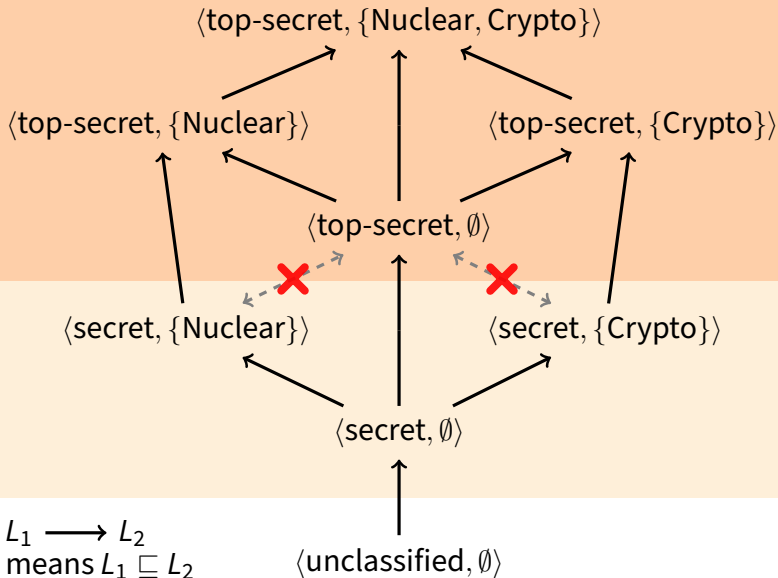 ⟨top-secret, {Nuclear, Crypto}⟩
⟨top-secret, {Nuclear}⟩
⟨top-secret, {Crypto}⟩
⟨top-secret, ∅⟩
⟨secret, {Nuclear}⟩
⟨secret, {Crypto}⟩
⟨secret, ∅⟩
L₁ ⟶ L₂
means L₁ ⊑ L₂
⟨unclassified, ∅⟩